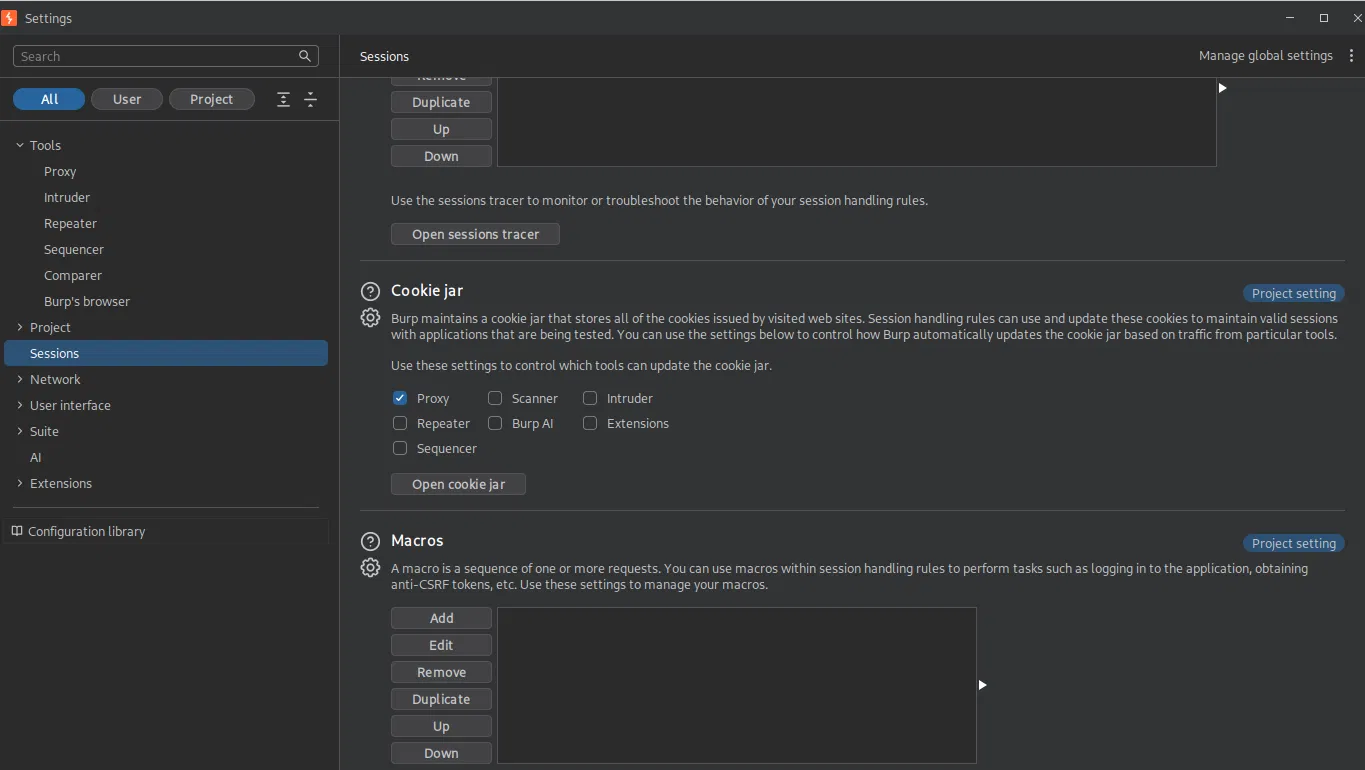 Settings
Search
All User Project
Tools
Proxy
Intruder
Repeater
Sequencer
Comparer
Burp's browser
Project
Sessions
Network
User interface
Suite
AI
Extensions
Configuration library
Sessions
Manage global settings
Remove
Duplicate
Up
Down
Use the sessions tracer to monitor or troubleshoot the behavior of your session handling rules.
Open sessions tracer
Cookie jar
Project setting
Burp maintains a cookie jar that stores all of the cookies issued by visited web sites. Session handling rules can use and update these cookies to maintain valid sessions
with applications that are being tested. You can use the settings below to control how Burp automatically updates the cookie jar based on traffic from particular tools.
Use these settings to control which tools can update the cookie jar.
Proxy Scanner Intruder
Repeater Burp AI Extensions
Sequencer
Open cookie jar
Macros
Project setting
A macro is a sequence of one or more requests. You can use macros within session handling rules to perform tasks such as logging in to the application, obtaining
anti-CSRF tokens, etc. Use these settings to manage your macros.
Add
Edit
Remove
Duplicate
Up
Down